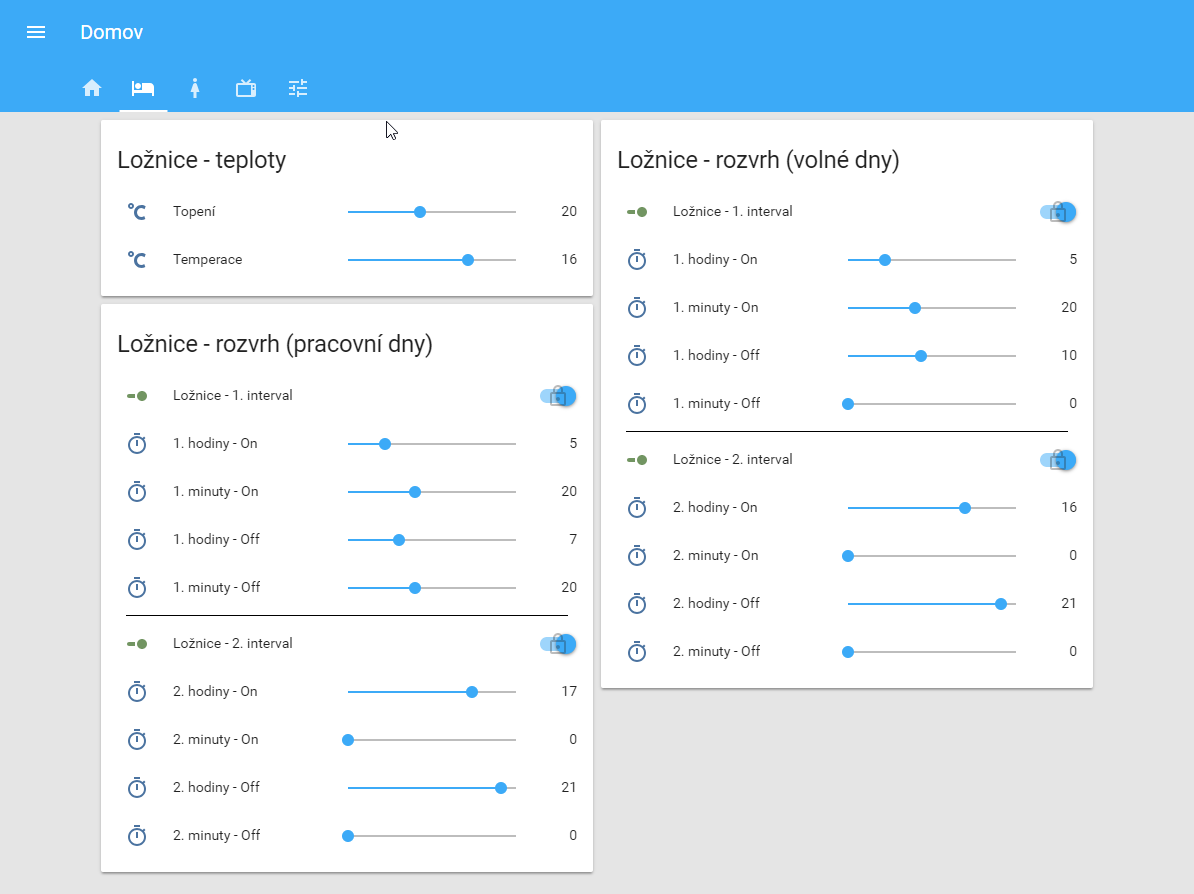 Domov
Ložnice - teploty
°C Topení 20
°C Temperace 16
Ložnice - rozvrh (pracovní dny)
Ložnice - 1. interval
1. hodiny - On 5
1. minuty - On 20
1. hodiny - Off 7
1. minuty - Off 20
Ložnice - 2. interval
2. hodiny - On 17
2. minuty - On 0
2. hodiny - Off 21
2. minuty - Off 0
Ložnice - rozvrh (volné dny)
Ložnice - 1. interval
1. hodiny - On 5
1. minuty - On 20
1. hodiny - Off 10
1. minuty - Off 0
Ložnice - 2. interval
2. hodiny - On 16
2. minuty - On 0
2. hodiny - Off 21
2. minuty - Off 0